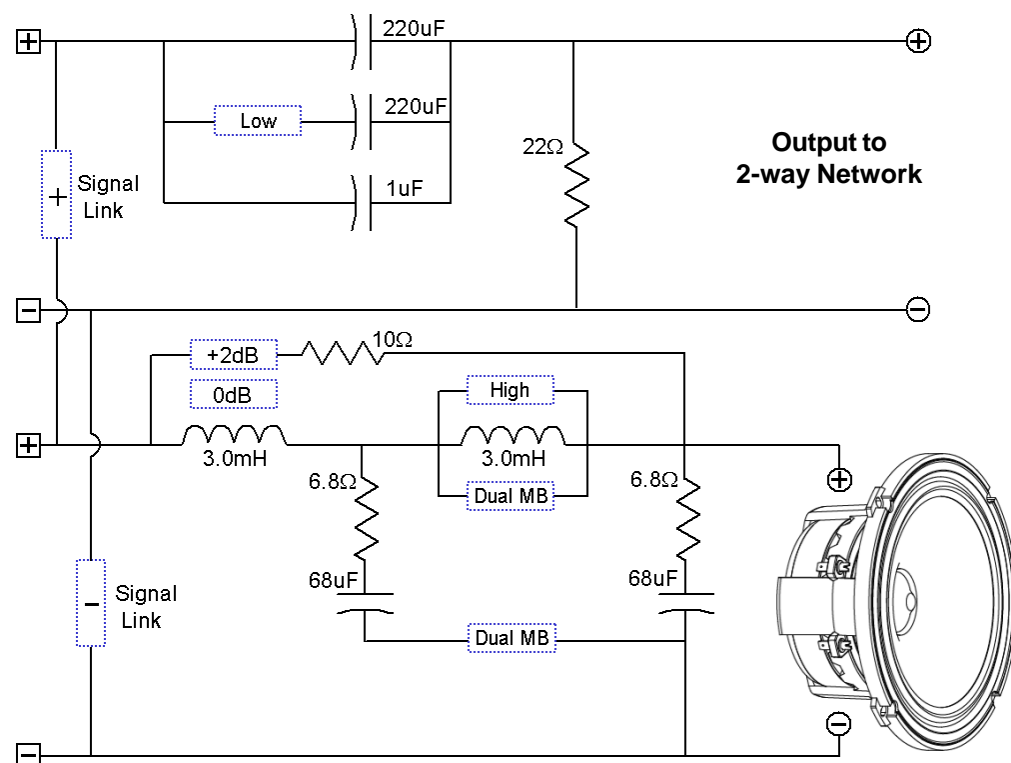 220uF
Low
220uF
1uF
22Ω
Output to
2-way Network
+
Signal
Link
+2dB
10Ω
0dB
High
3.0mH
3.0mH
Dual MB
6.8Ω
6.8Ω
68uF
68uF
-
Signal
Link
Dual MB